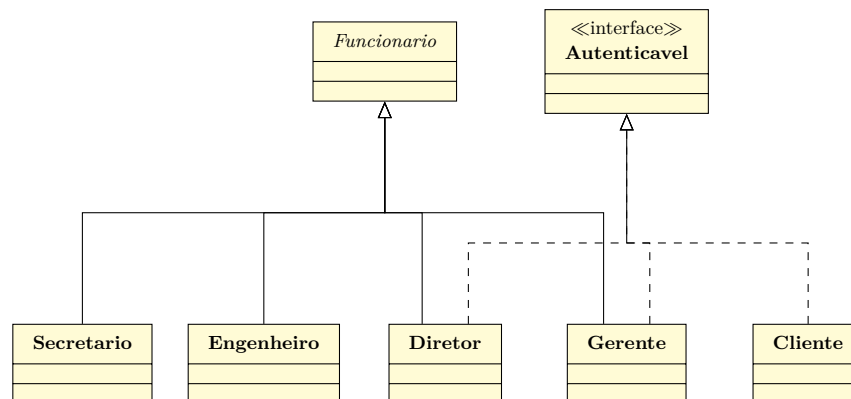 Funcionario
≪interface≫
Autenticavel
Secretario
Engenheiro
Diretor
Gerente
Cliente